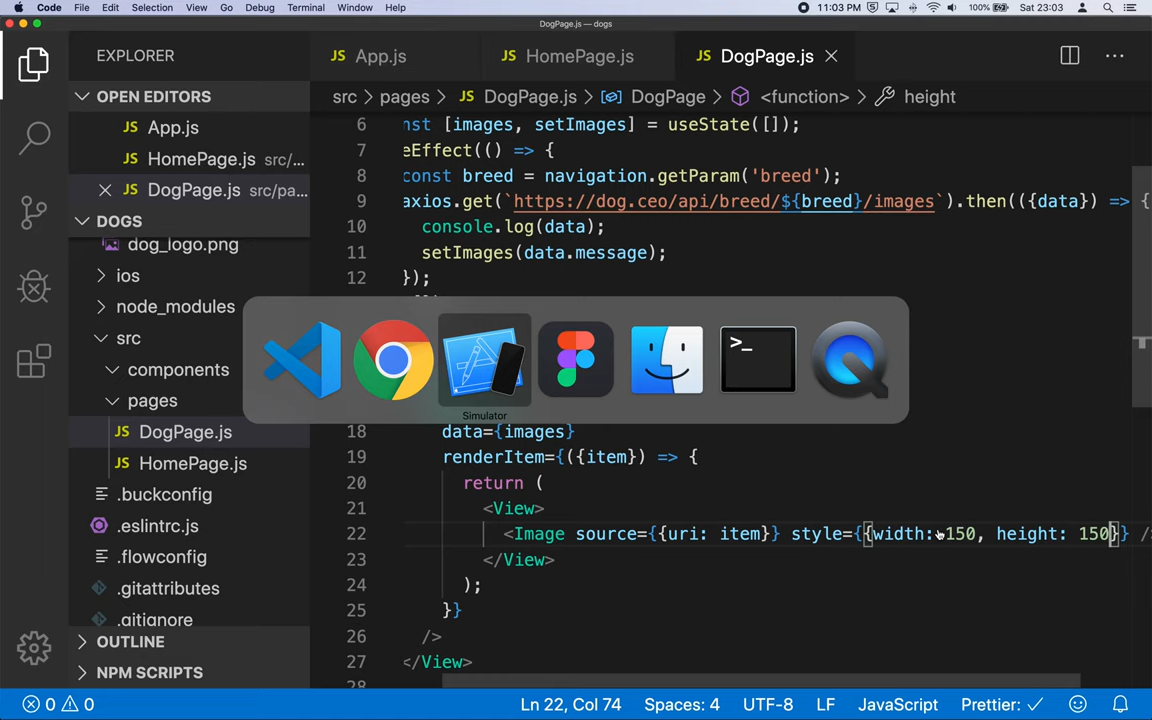 Code File Edit Selection View Go Debug Terminal Window Help 11:03 PM 100% Sat 23:03
DogPage.js — dogs
EXPLORER
JS App.js
JS HomePage.js
JS DogPage.js
OPEN EDITORS
JS App.js
JS HomePage.js src/...
JS DogPage.js src/pa...
DOGS
dog_logo.png
ios
node_modules
src
components
pages
JS DogPage.js
JS HomePage.js
.buckconfig
.eslintrc.js
.flowconfig
.gitattributes
.gitignore
OUTLINE
NPM SCRIPTS
src > pages > JS DogPage.js > DogPage > <function> > height
6 nst [images, setImages] = useState([]);
7 eEffect(() => {
8 const breed = navigation.getParam('breed');
9 axios.get(`https://dog.ceo/api/breed/${breed}/images`).then(({data}) => {
10 console.log(data);
11 setImages(data.message);
12 });
Simulator
18 data={images}
19 renderItem={({item}) => {
20 return (
21 <View>
22 <Image source={{uri: item}} style={{width: 150, height: 150}} />
23 </View>
24 );
25 }}
26 />
27 </View>
28
0 0
Ln 22, Col 74 Spaces: 4 UTF-8 LF JavaScript Prettier: ✓